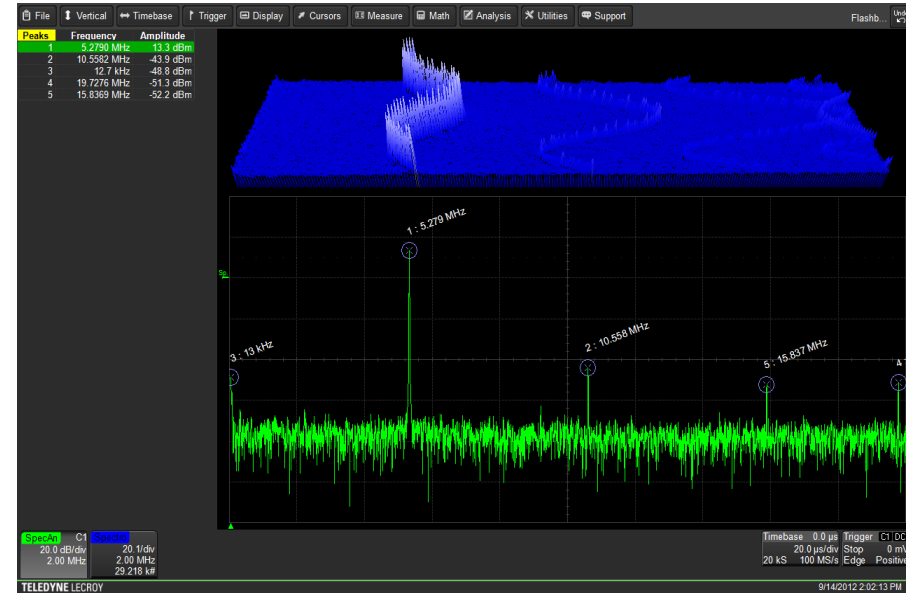 File Vertical Timebase Trigger Display Cursors Measure Math Analysis Utilities Support Flashb... Undo
Peaks Frequency Amplitude
1 5.2790 MHz 13.3 dBm
2 10.5582 MHz -43.9 dBm
3 12.7 kHz -48.8 dBm
4 19.7276 MHz -51.3 dBm
5 15.8369 MHz -52.2 dBm
1 : 5.279 MHz
Sp
2 : 10.558 MHz
3 : 13 kHz
5 : 15.837 MHz
4
SpecAn C1
20.0 dB/div
2.00 MHz
Spectro
20.1/div
2.00 MHz
29.218 k#
Timebase 0.0 µs
20.0 µs/div
20 kS 100 MS/s
Trigger C1 DC
Stop 0 mV
Edge Positive
TELEDYNE LECROY
9/14/2012 2:02:13 PM